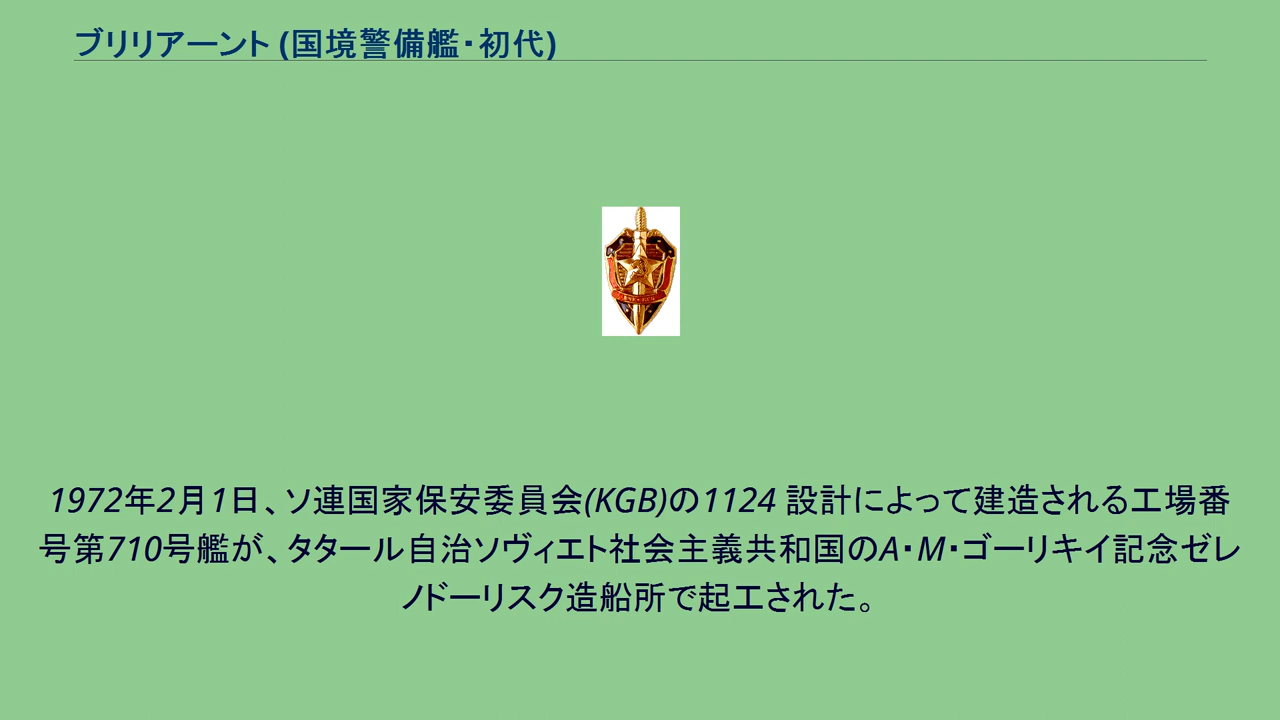 ブリリアーント (国境警備艦・初代)
1972年2月1日、ソ連国家保安委員会(KGB)の1124 設計によって建造される工場番
号第710号艦が、タタール自治ソヴィエト社会主義共和国のA・M・ゴーリキイ記念ゼレ
ノドーリスク造船所で起工された。